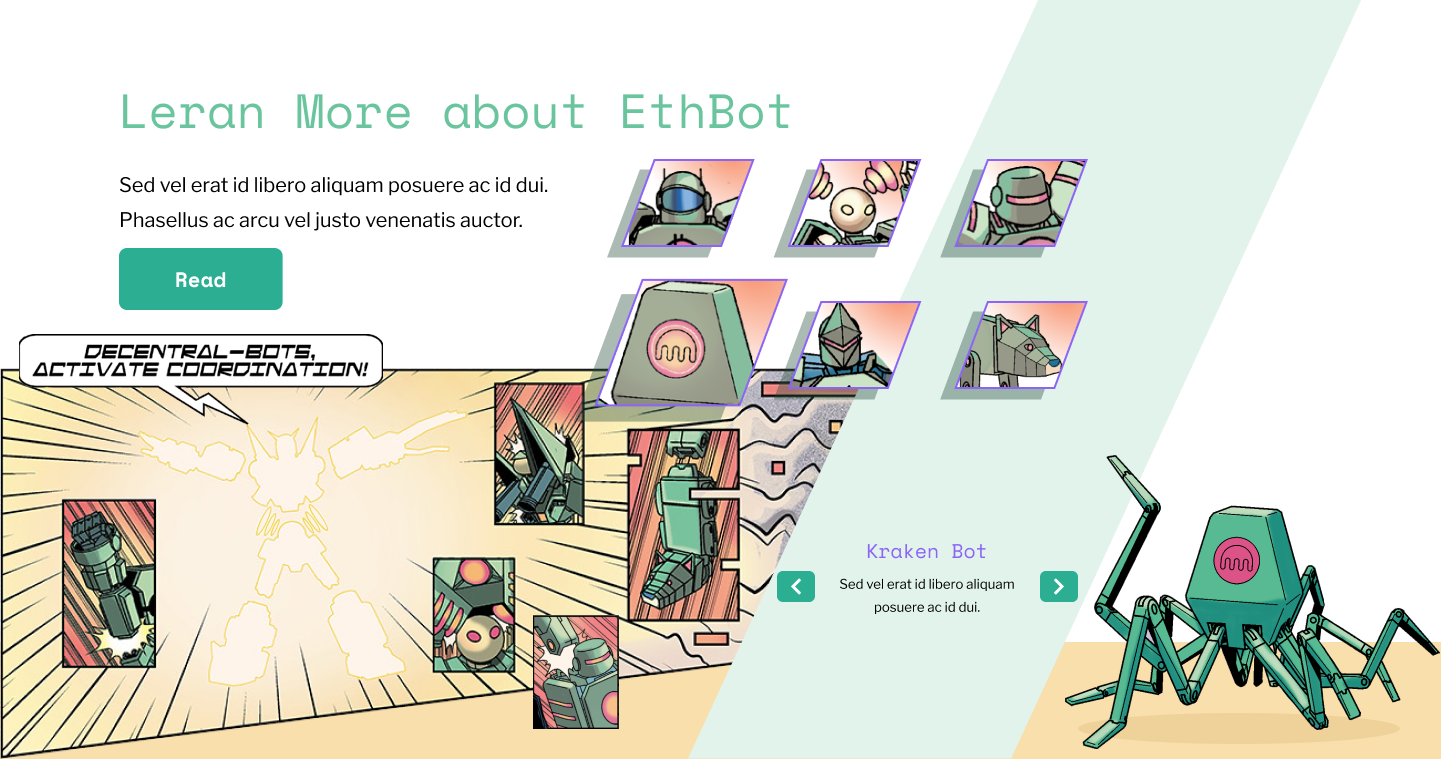 Leran More about EthBot
Sed vel erat id libero aliquam posuere ac id dui.
Phasellus ac arcu vel justo venenatis auctor.
Read
DECENTRAL-BOTS,
ACTIVATE COORDINATION!
Kraken Bot
Sed vel erat id libero aliquam
posuere ac id dui.